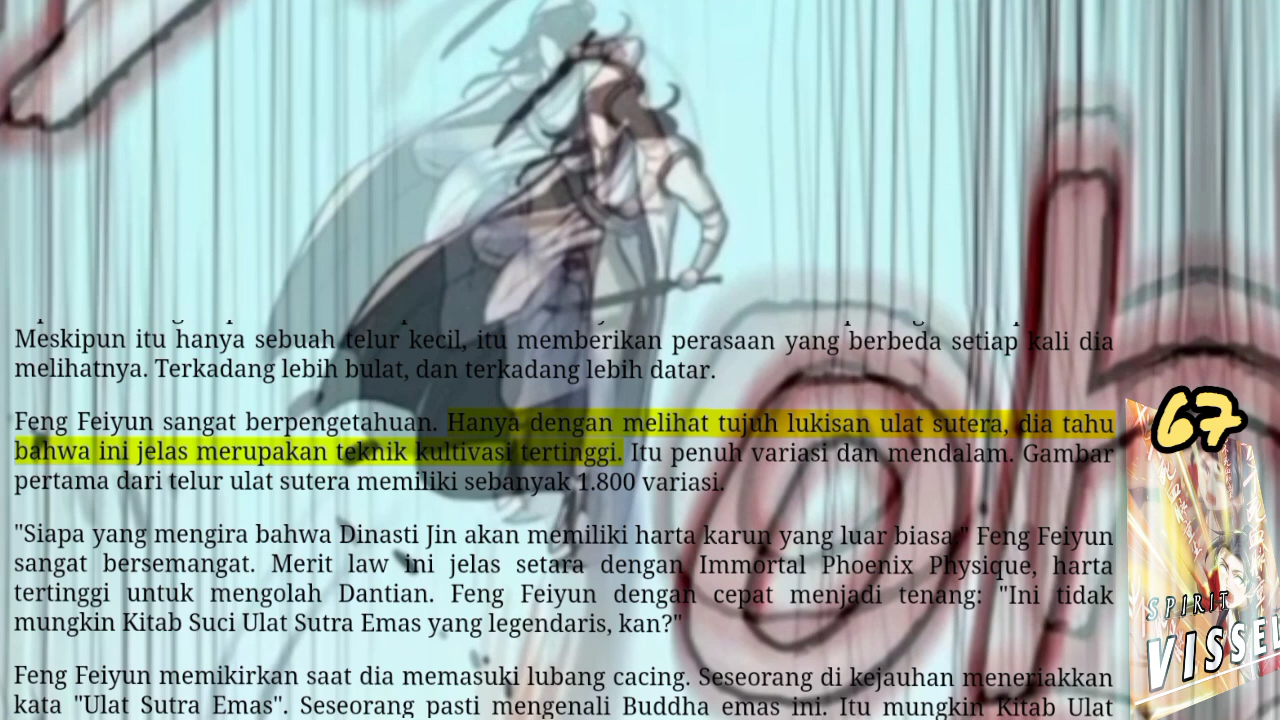 Meskipun itu hanya sebuah telur kecil, itu memberikan perasaan yang berbeda setiap kali dia
melihatnya. Terkadang lebih bulat, dan terkadang lebih datar.
Feng Feiyun sangat berpengetahuan. Hanya dengan melihat tujuh lukisan ulat sutera, dia tahu
bahwa ini jelas merupakan teknik kultivasi tertinggi. Itu penuh variasi dan mendalam. Gambar
pertama dari telur ulat sutera memiliki sebanyak 1.800 variasi.
"Siapa yang mengira bahwa Dinasti Jin akan memiliki harta karun yang luar biasa," Feng Feiyun
sangat bersemangat. Merit law ini jelas setara dengan Immortal Phoenix Physique, harta
tertinggi untuk mengolah Dantian. Feng Feiyun dengan cepat menjadi tenang: "Ini tidak
mungkin Kitab Suci Ulat Sutra Emas yang legendaris, kan?"
Feng Feiyun memikirkan saat dia memasuki lubang cacing. Seseorang di kejauhan meneriakkan
kata "Ulat Sutra Emas". Seseorang pasti mengenali Buddha emas ini. Itu mungkin Kitab Ulat
67
SPIRIT
VISSEL